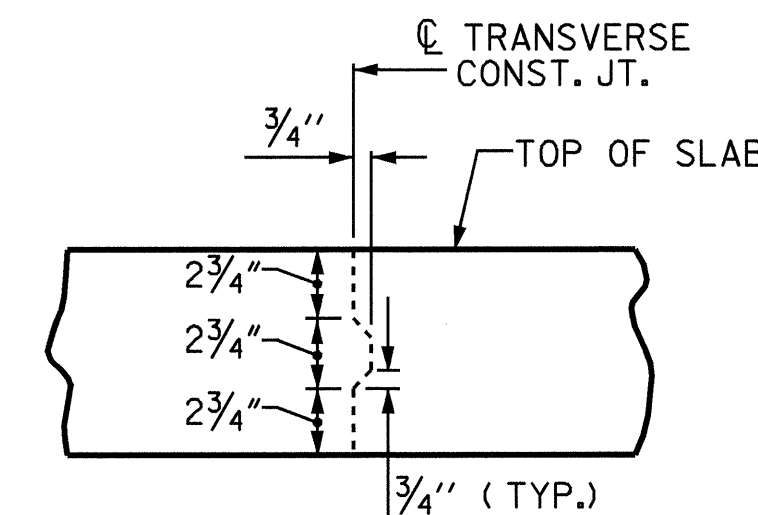 ℄ TRANSVERSE
CONST. JT.
3/4"
TOP OF SLAB
2 3/4"
2 3/4"
2 3/4"
3/4" (TYP.)